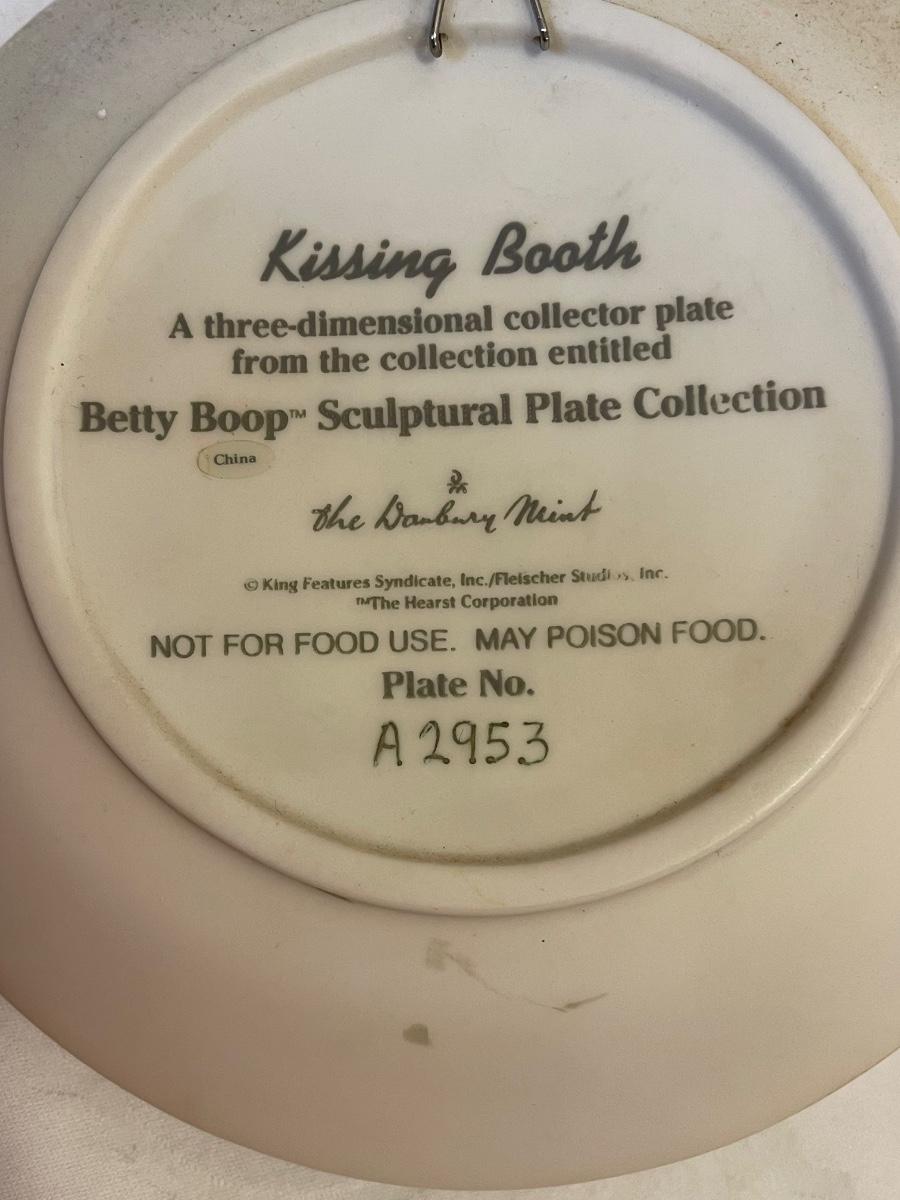 Kissing Booth
A three-dimensional collector plate
from the collection entitled
Betty Boop™ Sculptural Plate Collection
China
The Danbury Mint
© King Features Syndicate, Inc./Fleischer Studios, Inc.
™The Hearst Corporation
NOT FOR FOOD USE. MAY POISON FOOD.
Plate No.
A2953